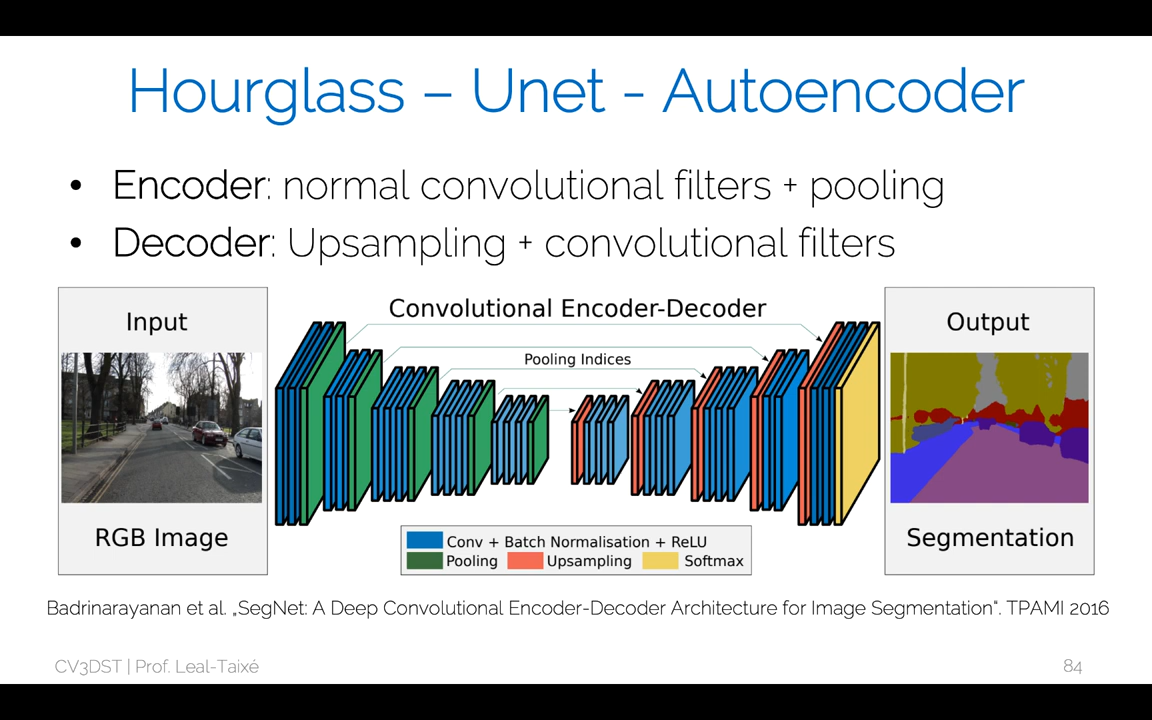 Hourglass – Unet - Autoencoder
• Encoder: normal convolutional filters + pooling
• Decoder: Upsampling + convolutional filters
Input
RGB Image
Convolutional Encoder-Decoder
Pooling Indices
Conv + Batch Normalisation + ReLU
Pooling Upsampling Softmax
Output
Segmentation
Badrinarayanan et al. „SegNet: A Deep Convolutional Encoder-Decoder Architecture for Image Segmentation“. TPAMI 2016
CV3DST | Prof. Leal-Taixé
84